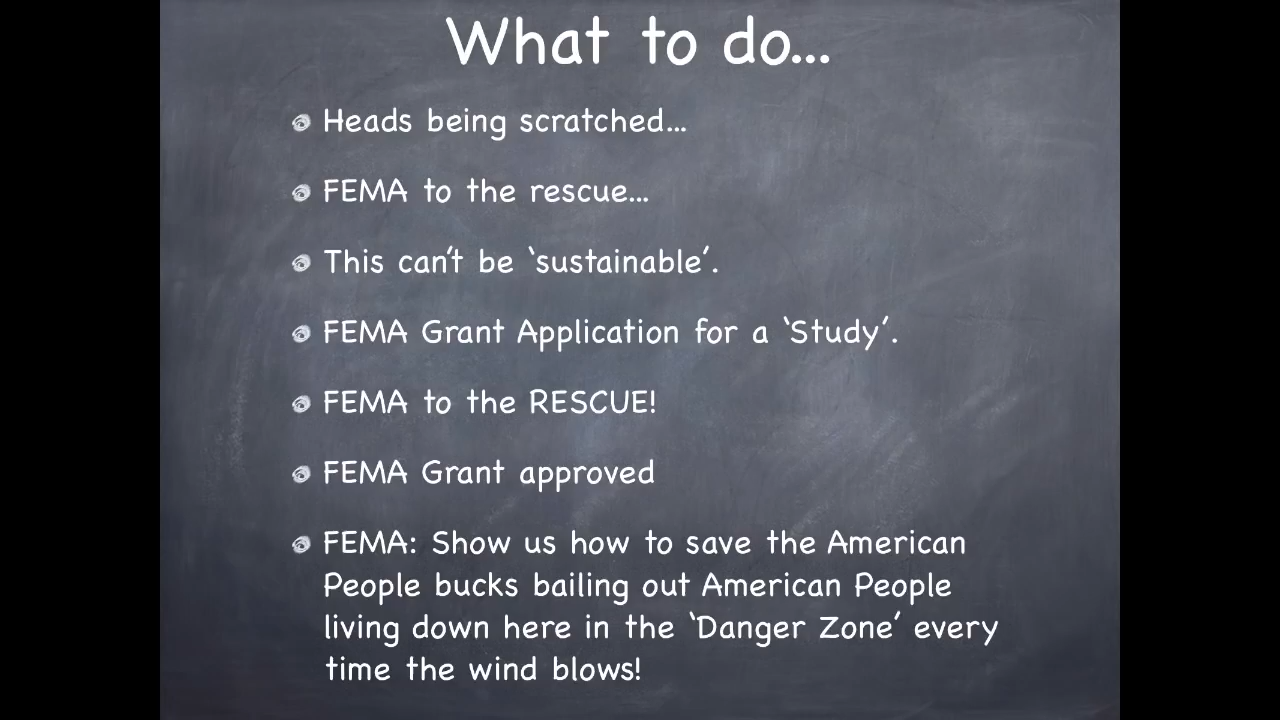 What to do...
Heads being scratched...
FEMA to the rescue...
This can't be ‘sustainable’.
FEMA Grant Application for a ‘Study’.
FEMA to the RESCUE!
FEMA Grant approved
FEMA: Show us how to save the American
People bucks bailing out American People
living down here in the ‘Danger Zone’ every
time the wind blows!